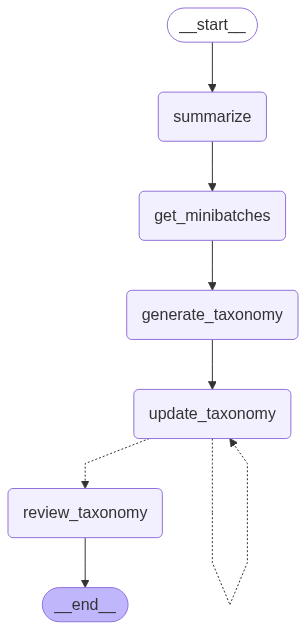 __start__
summarize
get_minibatches
generate_taxonomy
update_taxonomy
review_taxonomy
__end__